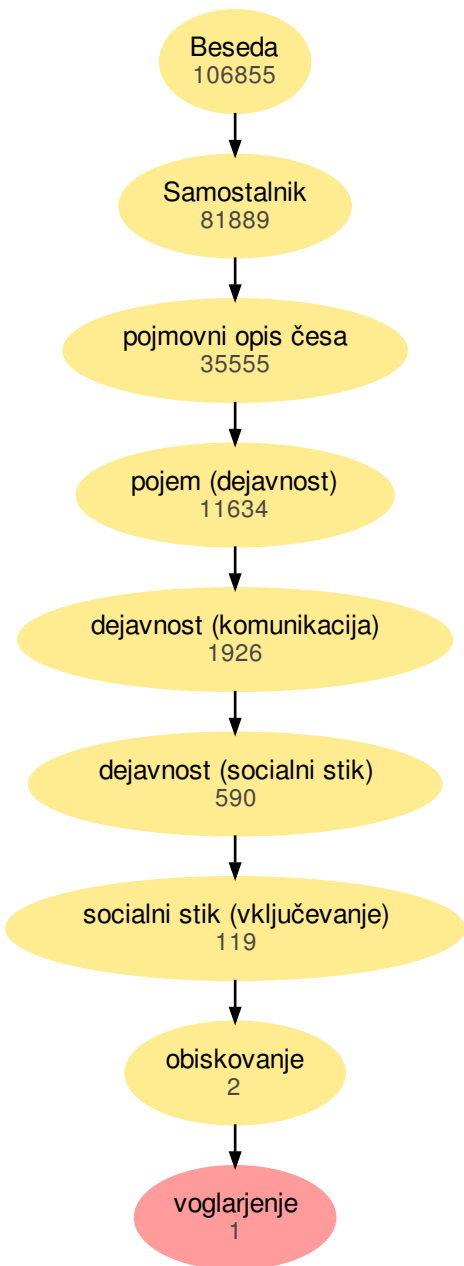 Beseda
106855
Samostalnik
81889
pojmovni opis česa
35555
pojem (dejavnost)
11634
dejavnost (komunikacija)
1926
dejavnost (socialni stik)
590
socialni stik (vključevanje)
119
obiskovanje
2
voglarjenje
1